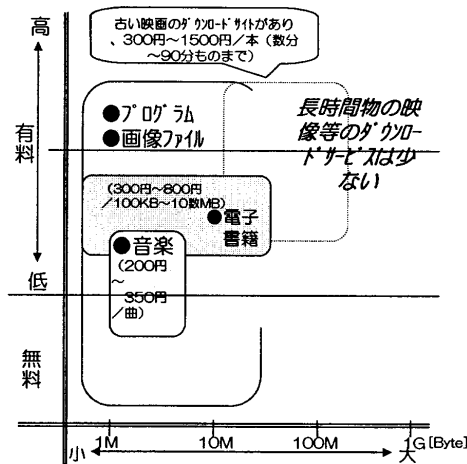 古い映画のﾀﾞｳﾝﾛｰﾄﾞｻｲﾄがあり
、300円～1500円／本（数分
～90分ものまで）
高
有料
低
無料
●ﾌﾟﾛｸﾞﾗﾑ
●画像ﾌｧｲﾙ
長時間物の映
像等のﾀﾞｳﾝﾛｰ
ﾄﾞｻｰﾋﾞｽは少
ない
（300円～800円
／100KB～10数MB）
●電子
書籍
●音楽
（200円
～
350円
／曲）
1M
10M
100M
1G[Byte]
小
大